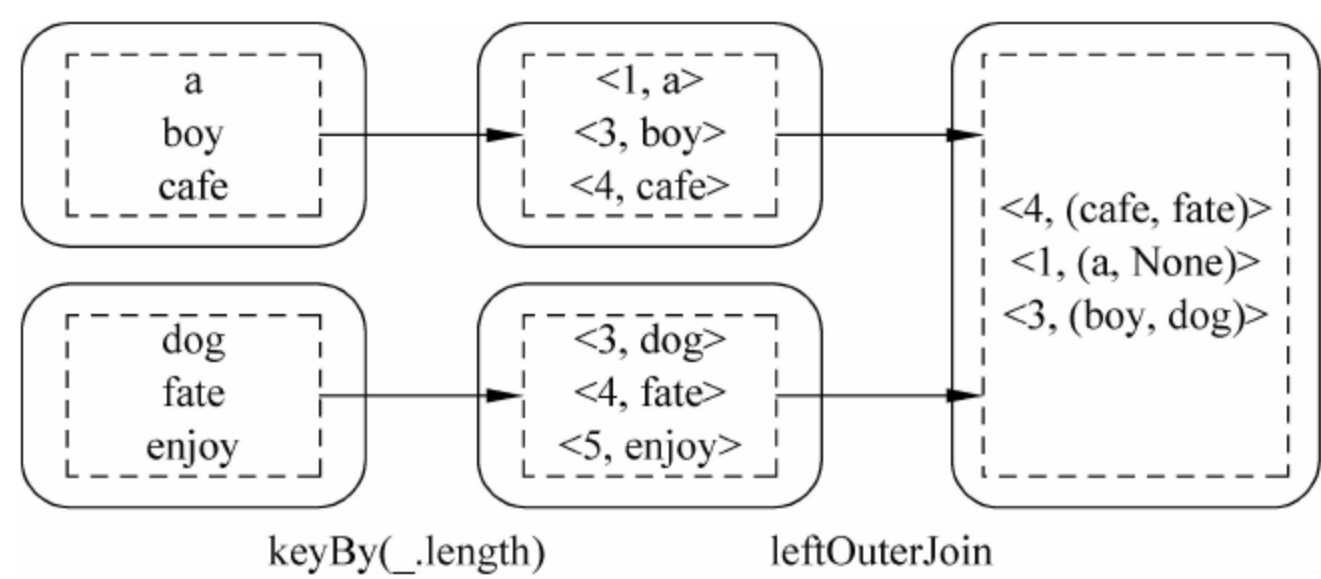 a
boy
cafe
<1, a>
<3, boy>
<4, cafe>
dog
fate
enjoy
<3, dog>
<4, fate>
<5, enjoy>
<4, (cafe, fate)>
<1, (a, None)>
<3, (boy, dog)>
keyBy(_.length)
leftOuterJoin